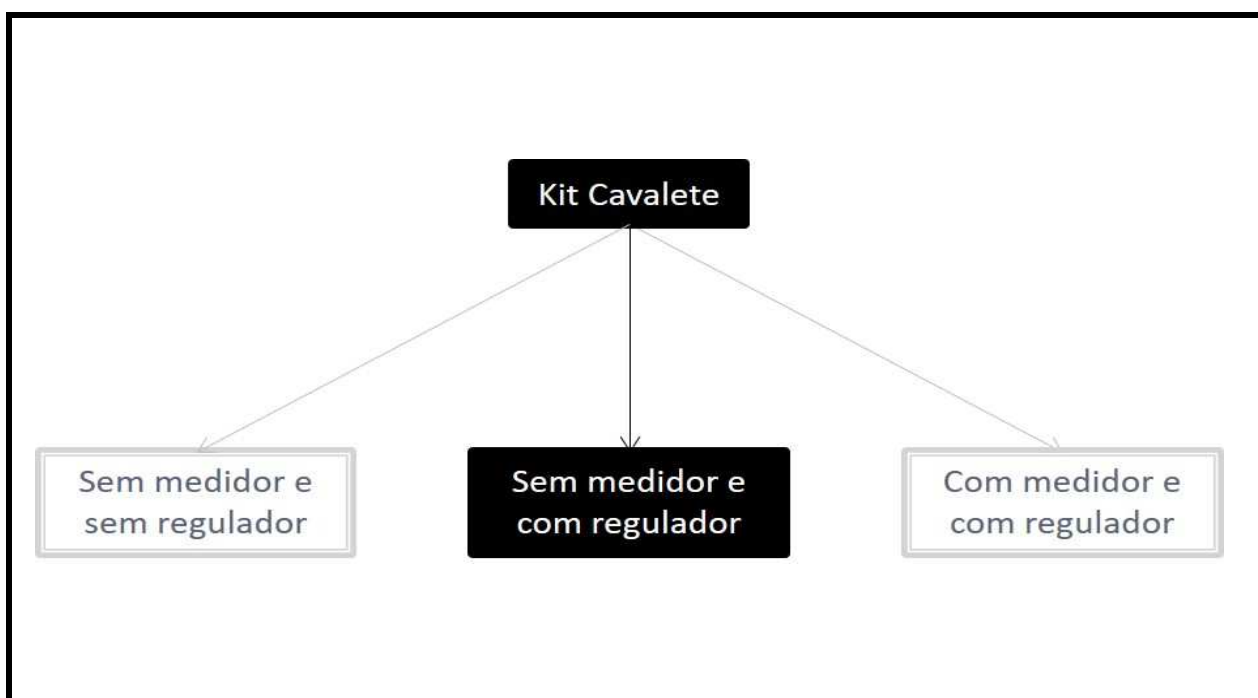 Kit Cavalete
Sem medidor e
sem regulador
Sem medidor e
com regulador
Com medidor e
com regulador